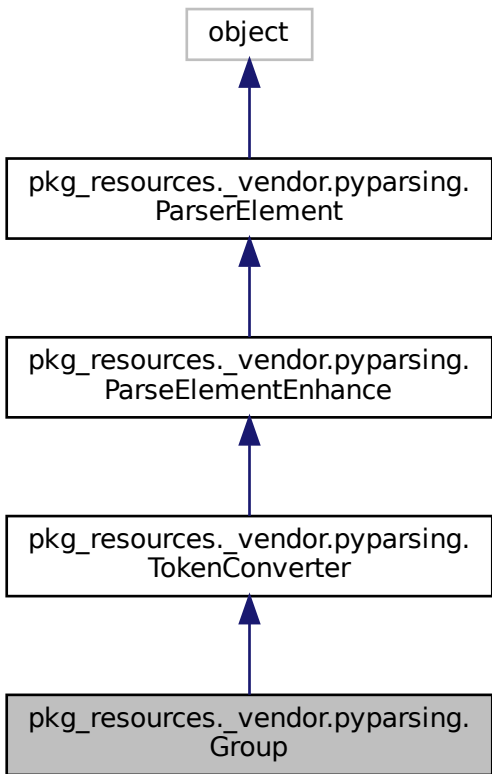 object
pkg_resources._vendor.pyparsing.
ParserElement
pkg_resources._vendor.pyparsing.
ParseElementEnhance
pkg_resources._vendor.pyparsing.
TokenConverter
pkg_resources._vendor.pyparsing.
Group